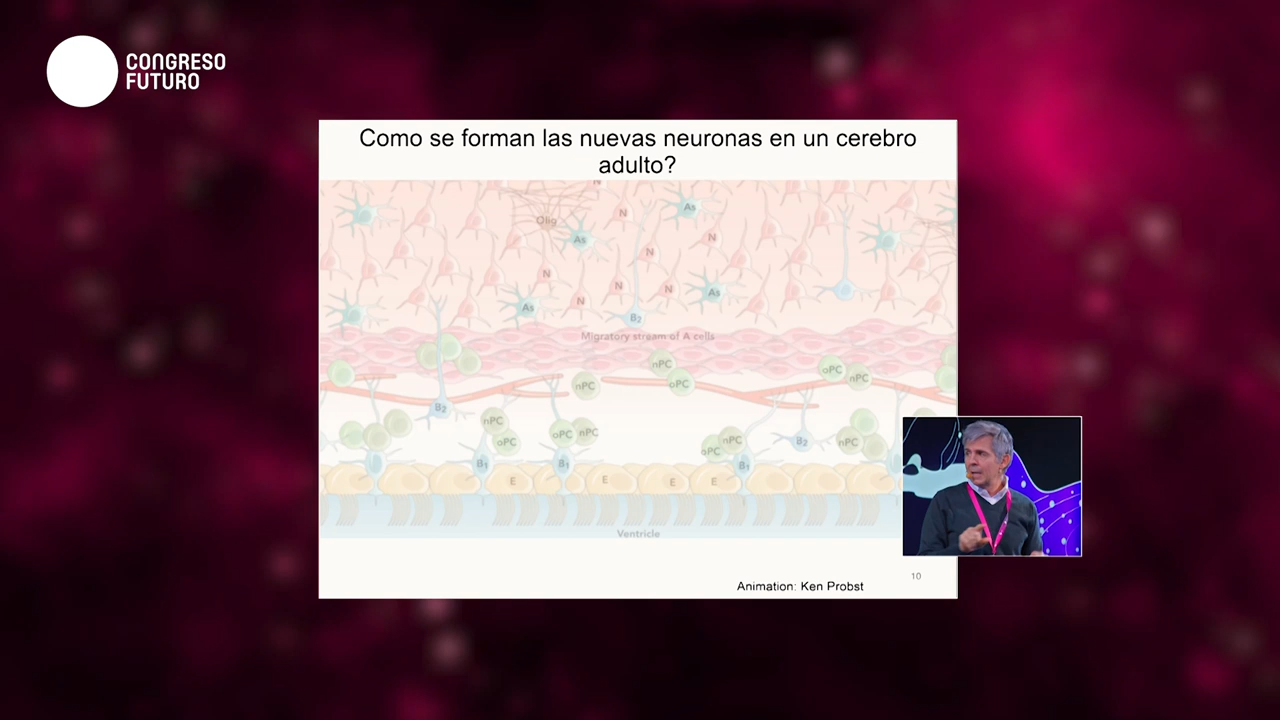 CONGRESO
FUTURO
Como se forman las nuevas neuronas en un cerebro
adulto?
N
As
N
Olig
As
N
N
N
N
N
As
As
N
B2
Migratory stream of A cells
nPC
oPC
nPC
oPC
nPC
B2
nPC
oPC
oPC
nPC
nPC
oPC
B2
nPC
B1
B1
B1
E
E
E
E
Ventricle
10
Animation: Ken Probst